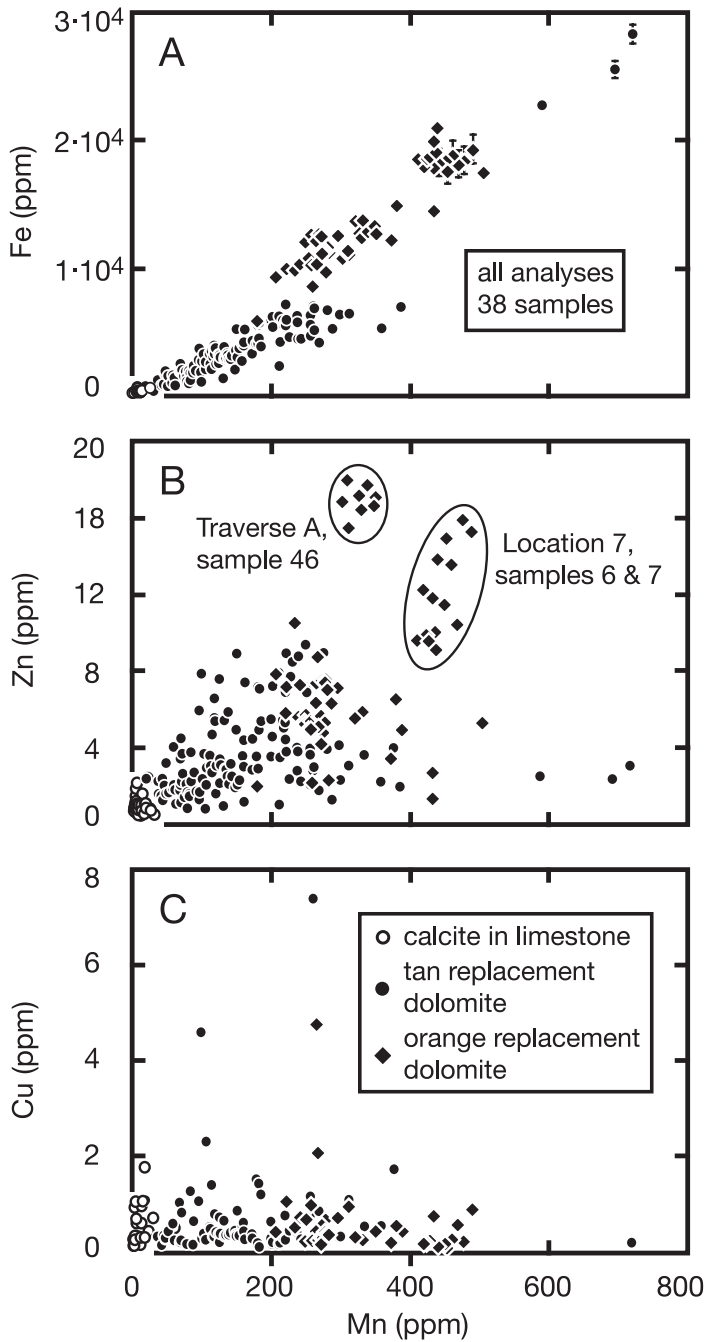 3·10⁴
A
2·10⁴
Fe (ppm)
1·10⁴
all analyses
38 samples
0
20
B
Traverse A,
sample 46
18
Location 7,
samples 6 & 7
12
Zn (ppm)
8
4
0
8
C
calcite in limestone
tan replacement
dolomite
orange replacement
dolomite
6
Cu (ppm)
4
2
0
0 200 400 600 800
Mn (ppm)